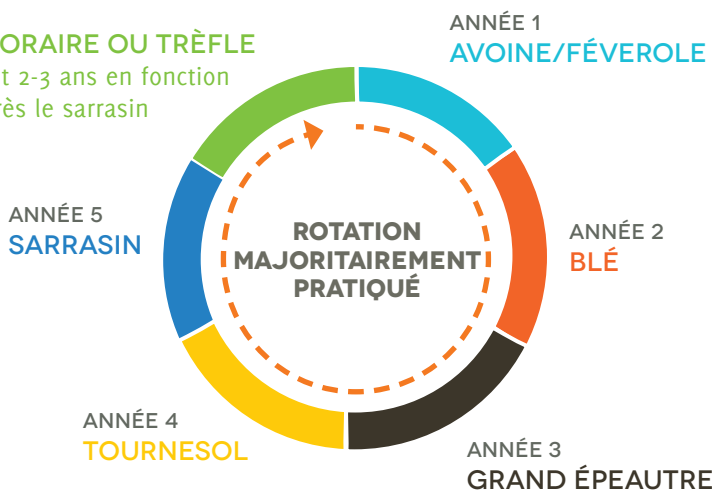 ORAIRE OU TRÈFLE
t 2-3 ans en fonction
rès le sarrasin
ANNÉE 1
AVOINE/FÉVEROLE
ANNÉE 2
BLÉ
ANNÉE 3
GRAND ÉPEAUTRE
ANNÉE 4
TOURNESOL
ANNÉE 5
SARRASIN
ROTATION
MAJORITAIREMENT
PRATIQUÉ